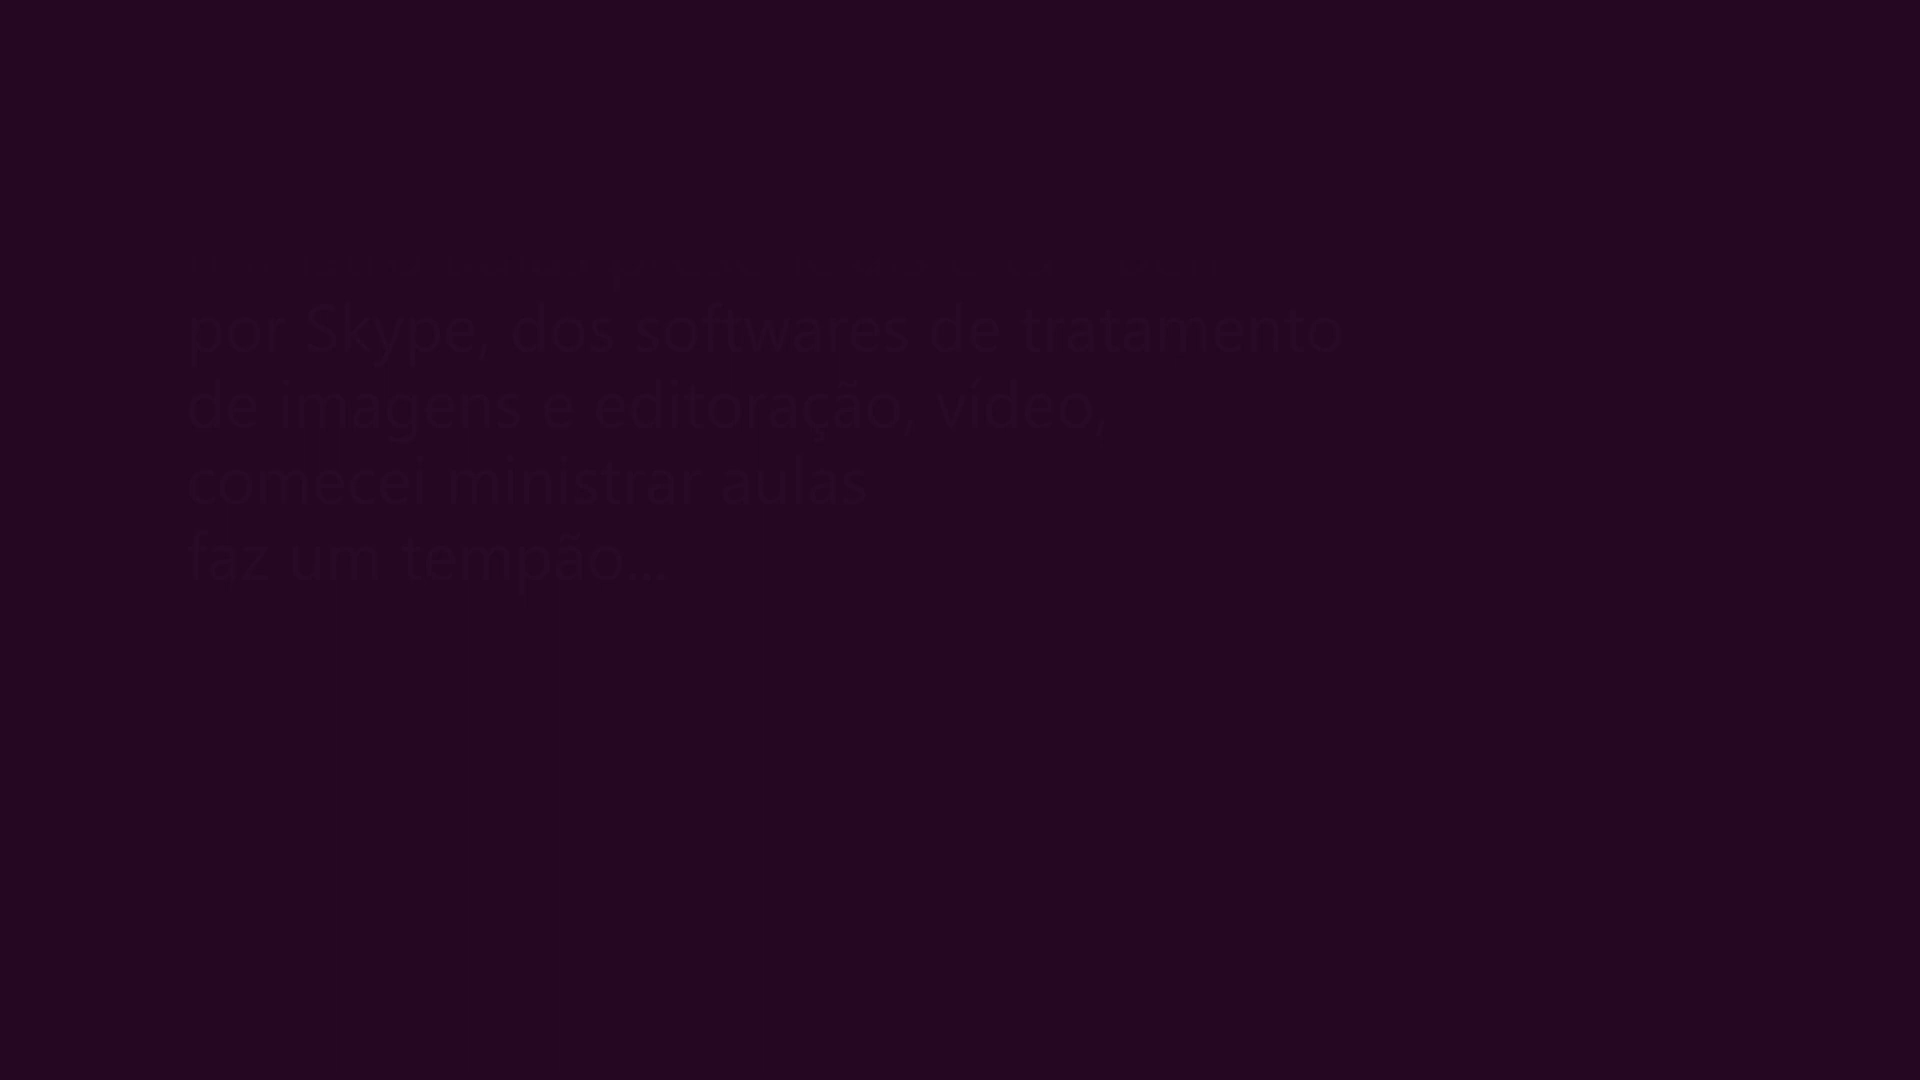 por Skype, dos softwares de tratamento
de imagens e editoração, vídeo,
comecei ministrar aulas
faz um tempão...